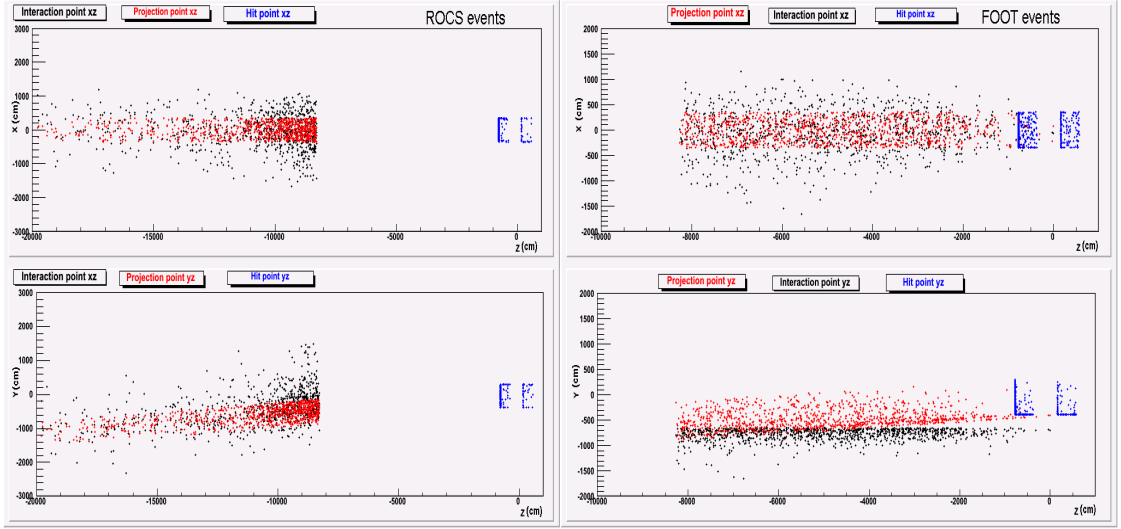 Interaction point xz Projection point xz Hit point xz ROCS events
3000
2000
1000
0
-1000
-2000
-3000
X (cm)
-20000 -15000 -10000 -5000 0
z (cm)
Projection point xz Interaction point xz Hit point xz FOOT events
2000
1500
1000
500
0
-500
-1000
-1500
-2000
X (cm)
-10000 -8000 -6000 -4000 -2000 0
z (cm)
Interaction point xz Projection point yz Hit point yz
3000
2000
1000
0
-1000
-2000
-3000
Y (cm)
-20000 -15000 -10000 -5000 0
z (cm)
Projection point yz Interaction point yz Hit point yz
2000
1500
1000
500
0
-500
-1000
-1500
-2000
Y (cm)
-10000 -8000 -6000 -4000 -2000 0
z (cm)